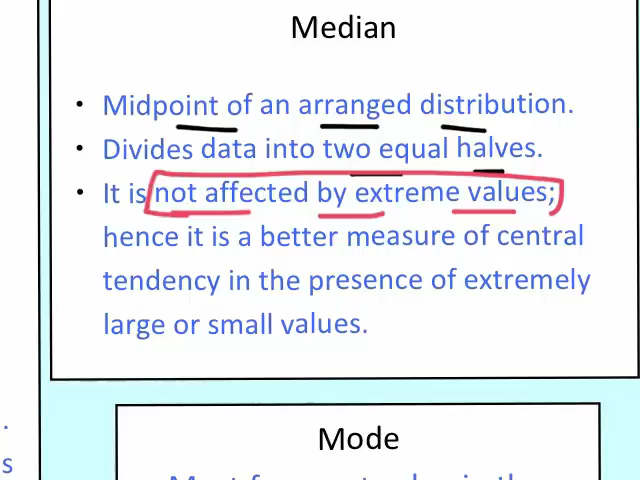 Median
• Midpoint of an arranged distribution.
• Divides data into two equal halves.
• It is not affected by extreme values;
hence it is a better measure of central
tendency in the presence of extremely
large or small values.
.
s
Mode